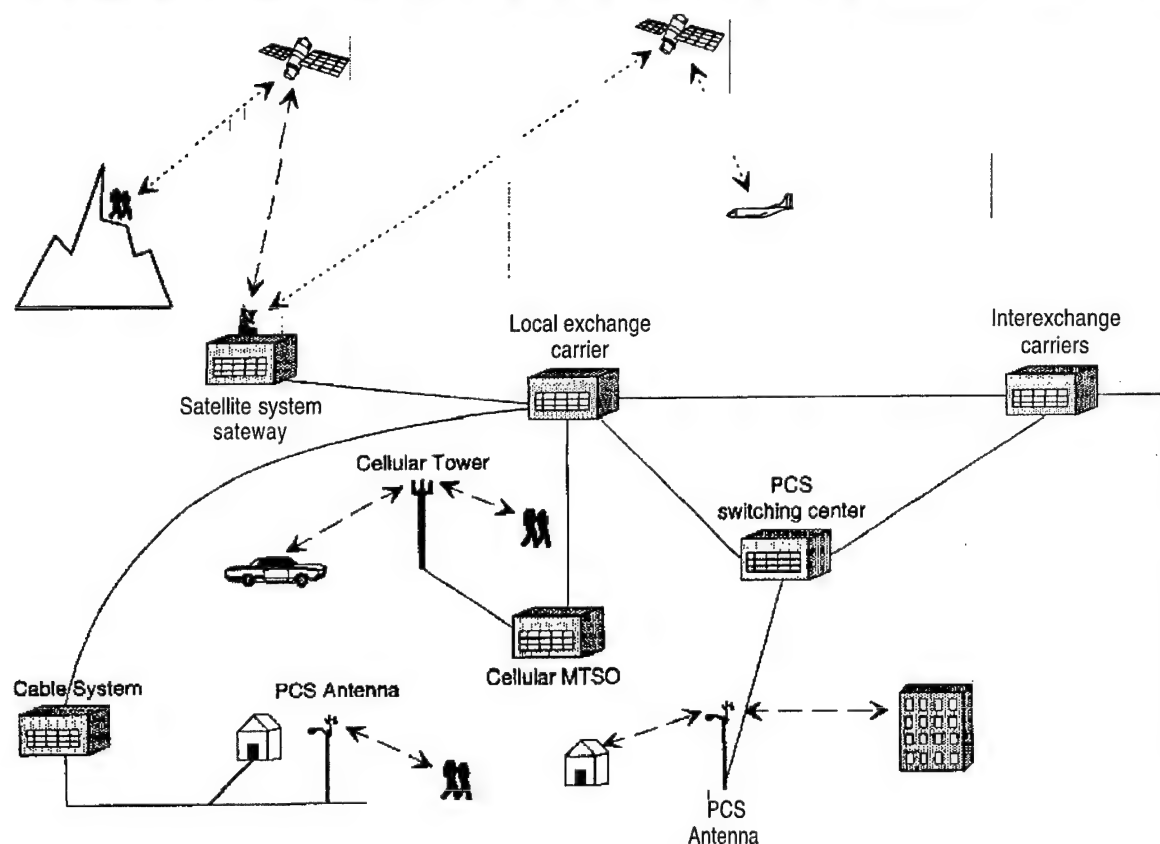 Local exchange
carrier
Interexchange
carriers
Satellite system
sateway
Cellular Tower
PCS
switching center
Cellular MTSO
Cable System
PCS Antenna
PCS
Antenna